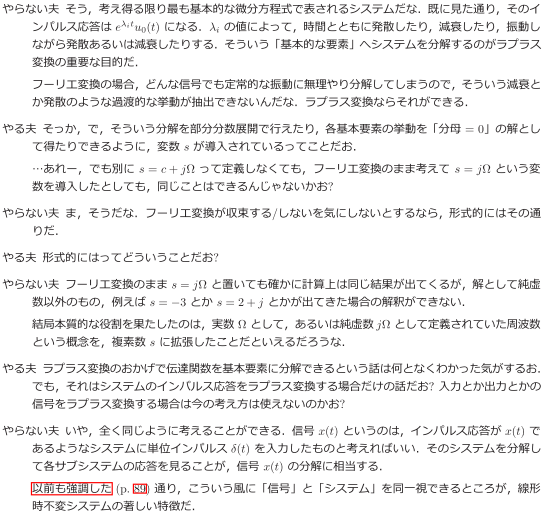 やらない夫 そう，考え得る限り最も基本的な微分方程式で表されるシステムだな．既に見た通り，そのイ
ンパルス応答は e^{λ_i t}u_0(t) になる．λ_i の値によって，時間とともに発散したり，減衰したり，振動し
ながら発散あるいは減衰したりする．そういう「基本的な要素」へシステムを分解するのがラプラス
変換の重要な目的だ．
フーリエ変換の場合，どんな信号でも定常的な振動に無理やり分解してしまうので，そういう減衰と
か発散のような過渡的な挙動が抽出できないんだな．ラプラス変換ならそれができる．
やる夫 そっか，で，そういう分解を部分分数展開で行えたり，各基本要素の挙動を「分母 = 0」の解とし
て得たりできるように，変数 s が導入されているってことだお．
…あれー，でも別に s = c + jΩ って定義しなくても，フーリエ変換のまま考えて s = jΩ という変
数を導入したとしても，同じことはできるんじゃないかお?
やらない夫 ま，そうだな．フーリエ変換が収束する/しないを気にしないとするなら，形式的にはその通
りだ．
やる夫 形式的にはってどういうことだお?
やらない夫 フーリエ変換のまま s = jΩ と置いても確かに計算上は同じ結果が出てくるが，解として純虚
数以外のもの，例えば s = −3 とか s = 2 + j とかが出てきた場合の解釈ができない．
結局本質的な役割を果たしたのは，実数 Ω として，あるいは純虚数 jΩ として定義されていた周波数
という概念を，複素数 s に拡張したことだといえるだろうな．
やる夫 ラプラス変換のおかげで伝達関数を基本要素に分解できるという話は何となくわかった気がするお．
でも，それはシステムのインパルス応答をラプラス変換する場合だけの話だお? 入力とか出力とかの
信号をラプラス変換する場合は今の考え方は使えないのかお?
やらない夫 いや，全く同じように考えることができる．信号 x(t) というのは，インパルス応答が x(t) で
あるようなシステムに単位インパルス δ(t) を入力したものと考えればいい．そのシステムを分解し
て各サブシステムの応答を見ることが，信号 x(t) の分解に相当する．
以前も強調した (p. 89) 通り，こういう風に「信号」と「システム」を同一視できるところが，線形
時不変システムの著しい特徴だ．